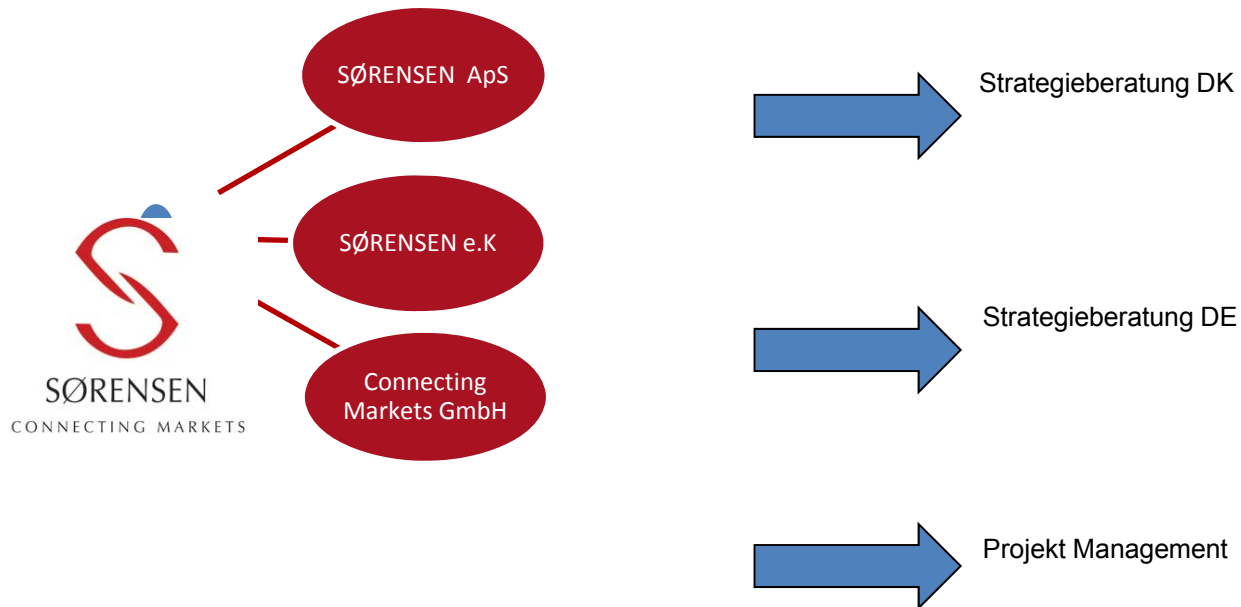 SØRENSEN ApS
Strategieberatung DK
SØRENSEN e.K
SØRENSEN
CONNECTING MARKETS
Strategieberatung DE
Connecting
Markets GmbH
Projekt Management